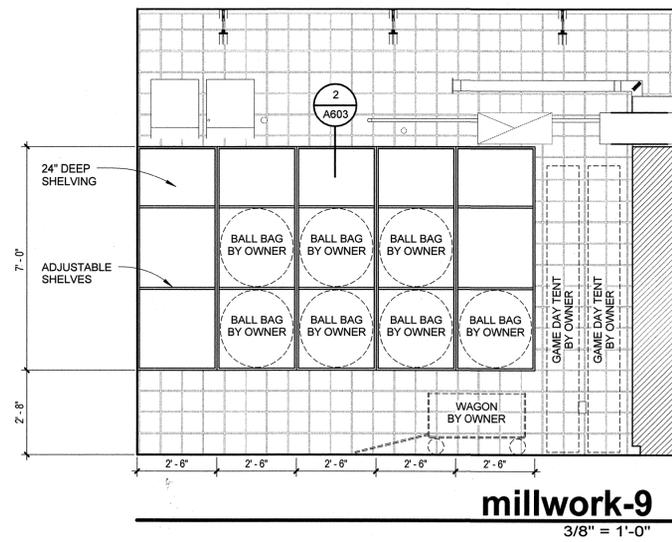 2
A603
24" DEEP
SHELVING
BALL BAG
BY OWNER
BALL BAG
BY OWNER
BALL BAG
BY OWNER
7' - 0"
ADJUSTABLE
SHELVES
BALL BAG
BY OWNER
BALL BAG
BY OWNER
BALL BAG
BY OWNER
BALL BAG
BY OWNER
GAME DAY TENT
BY OWNER
GAME DAY TENT
BY OWNER
2' - 8"
WAGON
BY OWNER
2' - 6"
2' - 6"
2' - 6"
2' - 6"
2' - 6"
millwork-9
3/8" = 1'-0"